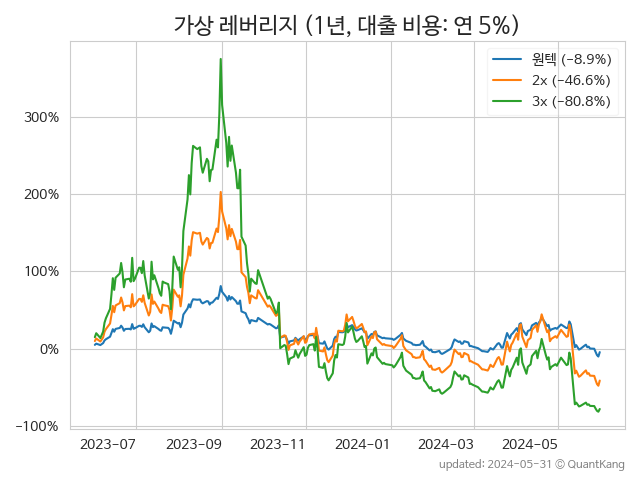 가상 레버리지 (1년, 대출 비용: 연 5%)
원텍 (−8.9%)
2x (−46.6%)
3x (−80.8%)
300%
200%
100%
0%
−100%
2023-07
2023-09
2023-11
2024-01
2024-03
2024-05
updated: 2024-05-31 © QuantKang